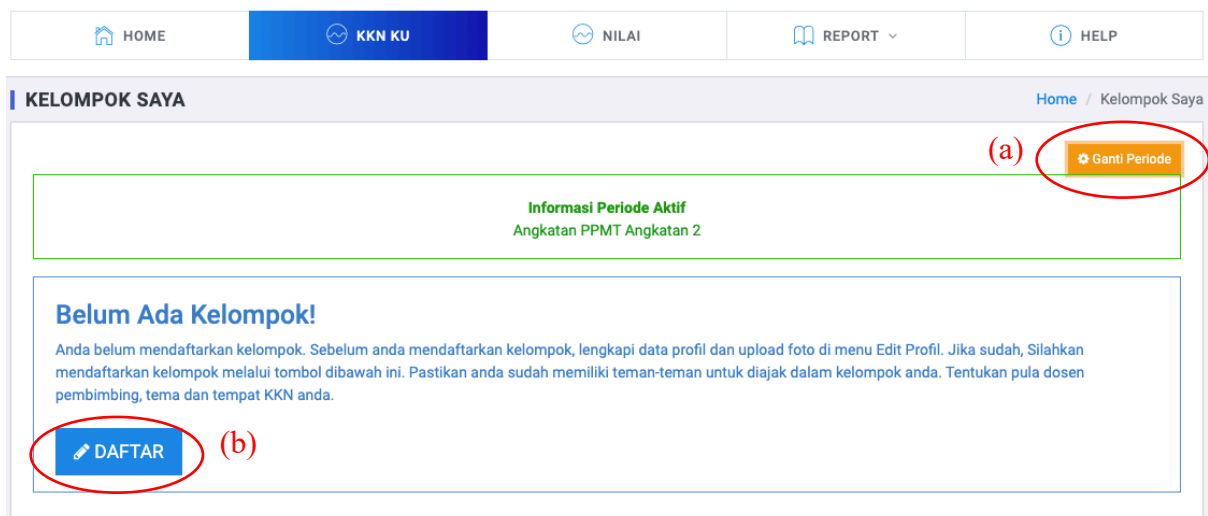 HOME KKN KU NILAI REPORT HELP
KELOMPOK SAYA Home / Kelompok Saya
(a) Ganti Periode
Informasi Periode Aktif
Angkatan PPMT Angkatan 2
Belum Ada Kelompok!
Anda belum mendaftarkan kelompok. Sebelum anda mendaftarkan kelompok, lengkapi data profil dan upload foto di menu Edit Profil. Jika sudah, Silahkan
mendaftarkan kelompok melalui tombol dibawah ini. Pastikan anda sudah memiliki teman-teman untuk diajak dalam kelompok anda. Tentukan pula dosen
pembimbing, tema dan tempat KKN anda.
DAFTAR (b)